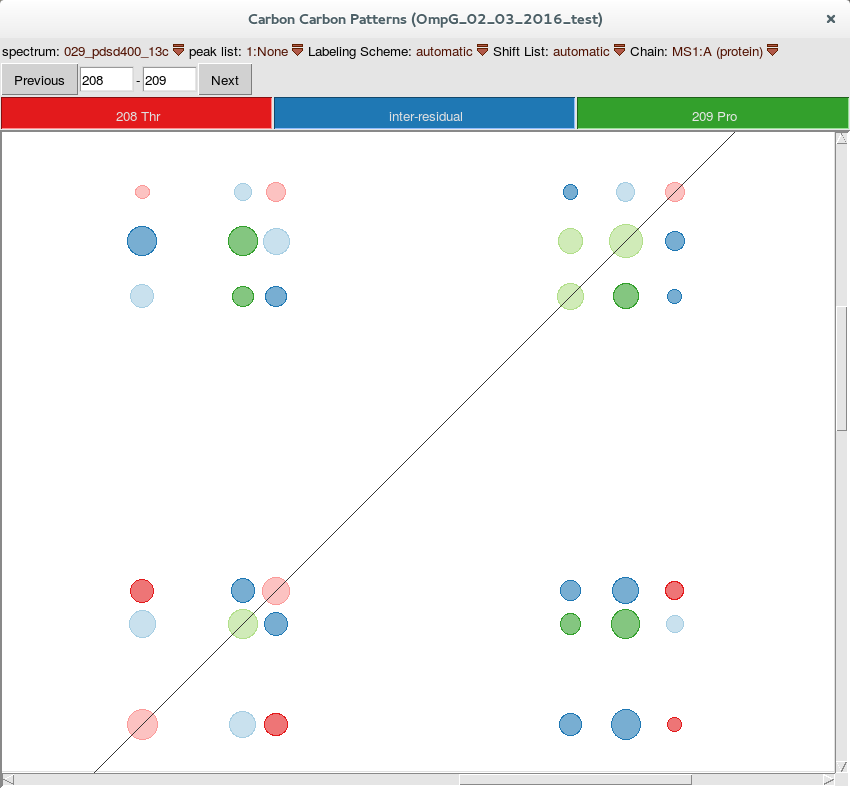 Carbon Carbon Patterns (OmpG_02_03_2016_test)
spectrum: 029_pdsd400_13c peak list: 1:None Labeling Scheme: automatic Shift List: automatic Chain: MS1:A (protein)
Previous 208 - 209 Next
208 Thr inter-residual 209 Pro